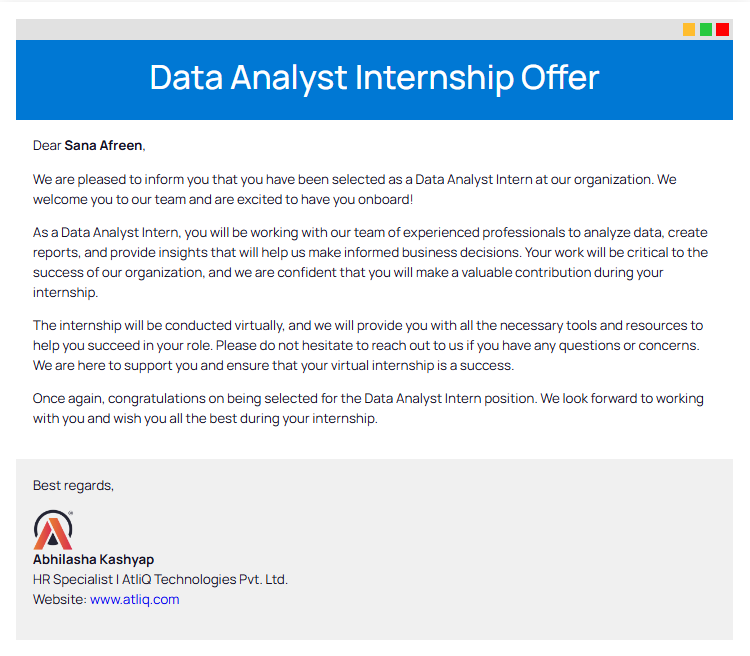 Data Analyst Internship Offer
Dear Sana Afreen,
We are pleased to inform you that you have been selected as a Data Analyst Intern at our organization. We
welcome you to our team and are excited to have you onboard!
As a Data Analyst Intern, you will be working with our team of experienced professionals to analyze data, create
reports, and provide insights that will help us make informed business decisions. Your work will be critical to the
success of our organization, and we are confident that you will make a valuable contribution during your
internship.
The internship will be conducted virtually, and we will provide you with all the necessary tools and resources to
help you succeed in your role. Please do not hesitate to reach out to us if you have any questions or concerns.
We are here to support you and ensure that your virtual internship is a success.
Once again, congratulations on being selected for the Data Analyst Intern position. We look forward to working
with you and wish you all the best during your internship.
Best regards,
Abhilasha Kashyap
HR Specialist | AtliQ Technologies Pvt. Ltd.
Website: www.atliq.com